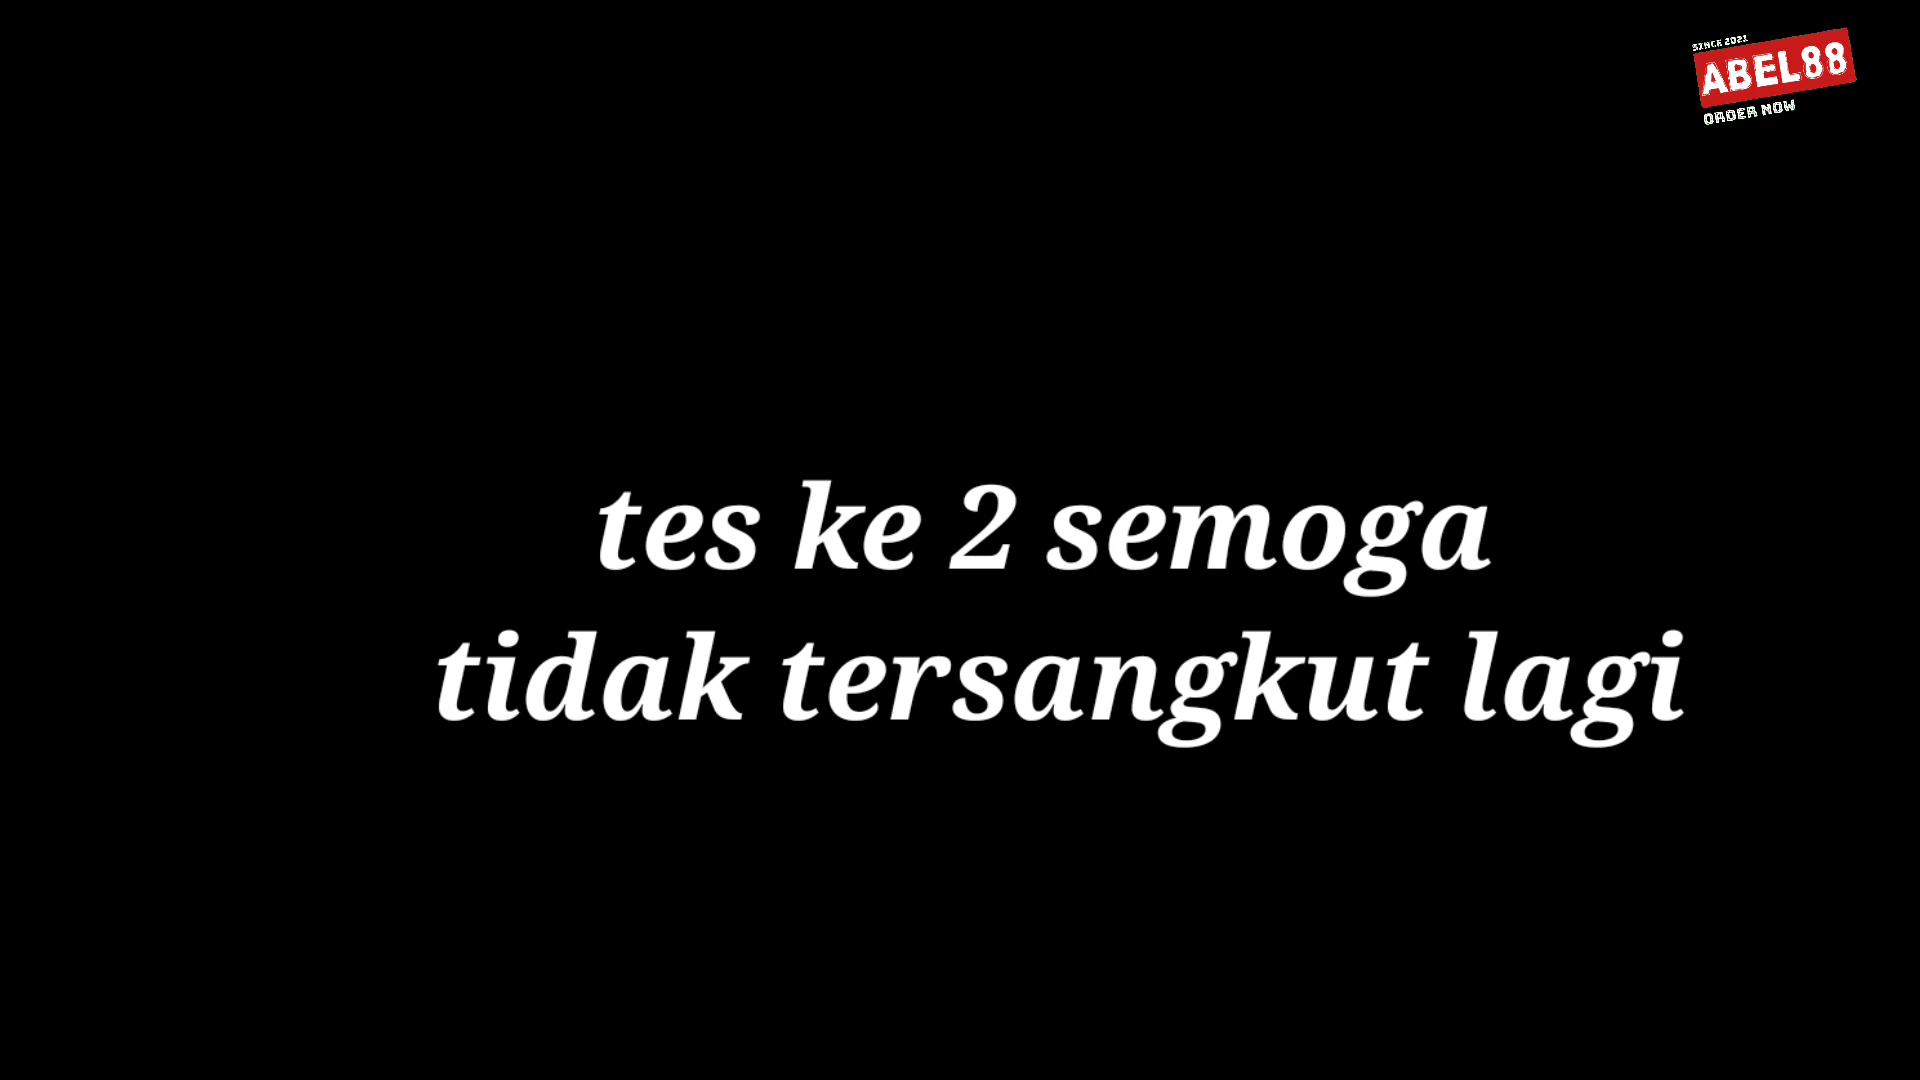 SINCE 2021
ABEL88
ORDER NOW
tes ke 2 semoga
tidak tersangkut lagi